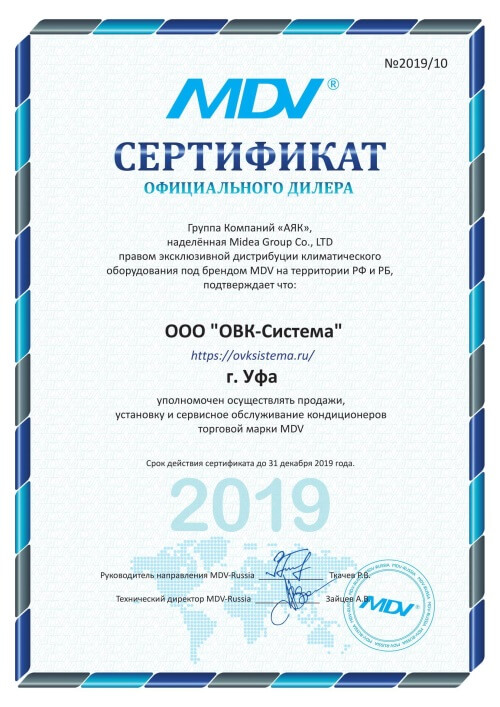 №2019/10
MDV®
СЕРТИФИКАТ
ОФИЦИАЛЬНОГО ДИЛЕРА
Группа Компаний «АЯК»,
наделённая Midea Group Co., LTD
правом эксклюзивной дистрибуции климатического
оборудования под брендом MDV на территории РФ и РБ,
подтверждает что:
ООО "ОВК-Система"
https://ovksistema.ru/
г. Уфа
уполномочен осуществлять продажи,
установку и сервисное обслуживание кондиционеров
торговой марки MDV
Срок действия сертификата до 31 декабря 2019 года.
2019
Руководитель направления MDV-Russia Ткачев Р.В.
Технический директор MDV-Russia Зайцев А.В.
MDV